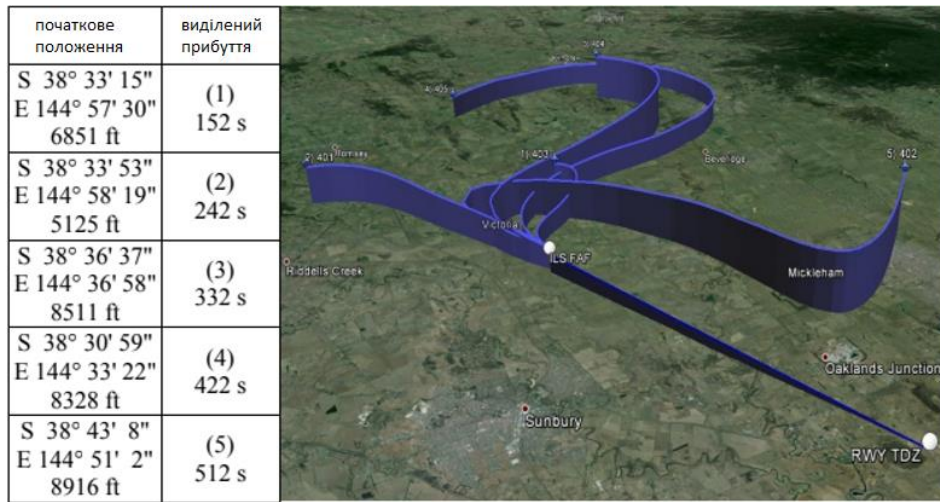 початкове
положення
виділений
прибуття
S 38° 33' 15"
E 144° 57' 30"
6851 ft
(1)
152 s
S 38° 33' 53"
E 144° 58' 19"
5125 ft
(2)
242 s
S 38° 36' 37"
E 144° 36' 58"
8511 ft
(3)
332 s
S 38° 30' 59"
E 144° 33' 22"
8328 ft
(4)
422 s
S 38° 43' 8"
E 144° 51' 2"
8916 ft
(5)
512 s
3) 404
4) 405
2) 401
Romsey
1) 403
Beveridge
5) 402
Victoria
ILS FAF
Riddells Creek
Mickleham
Oaklands Junction
Sunbury
RWY TDZ